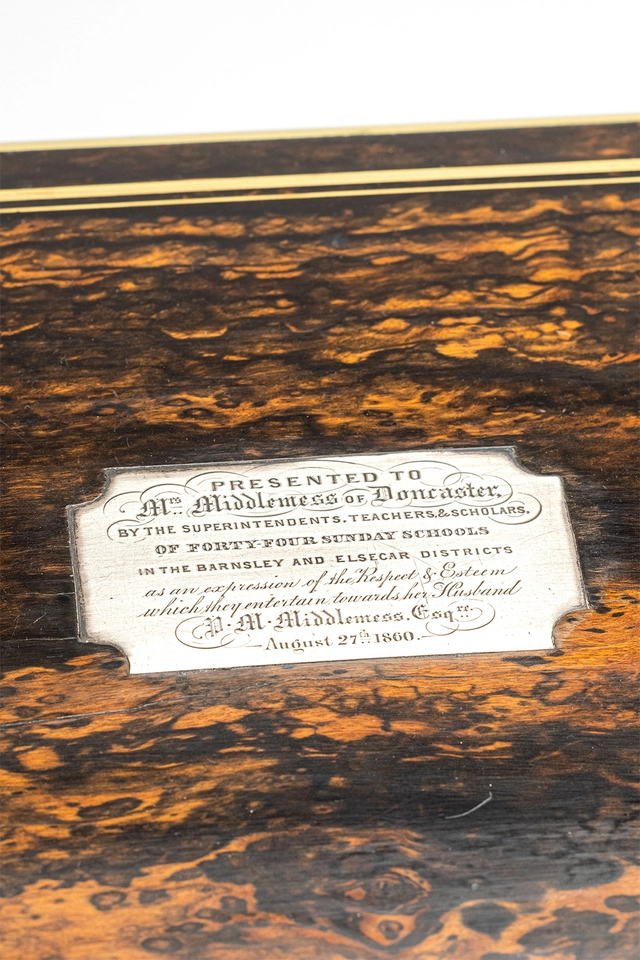 PRESENTED TO
Mrs Middlemess OF Doncaster,
BY THE SUPERINTENDENTS, TEACHERS, & SCHOLARS,
OF FORTY-FOUR SUNDAY SCHOOLS
IN THE BARNSLEY AND ELSECAR DISTRICTS
as an expression of the Respect & Esteem
which they entertain towards her Husband
P. M. Middlemess, Esqre.
August 27th 1860.